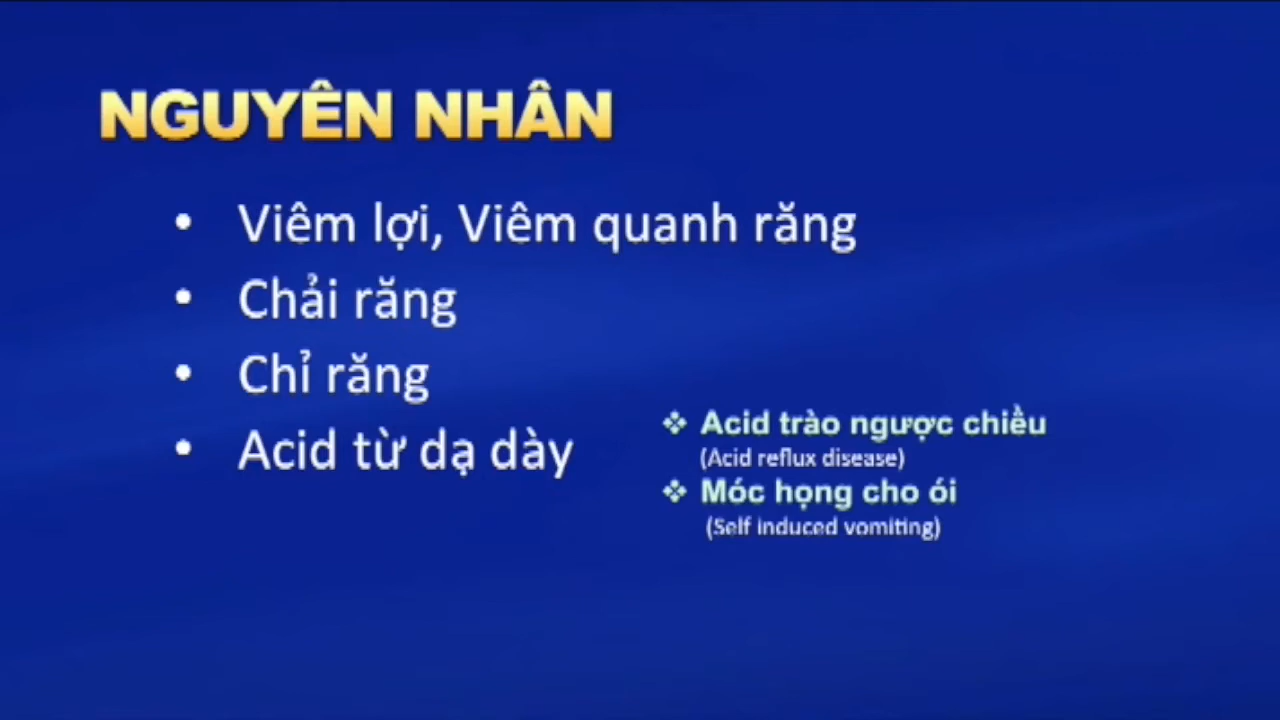 NGUYÊN NHÂN
• Viêm lợi, Viêm quanh răng
• Chải răng
• Chỉ răng
• Acid từ dạ dày
❖ Acid trào ngược chiều
(Acid reflux disease)
❖ Móc họng cho ói
(Self induced vomiting)